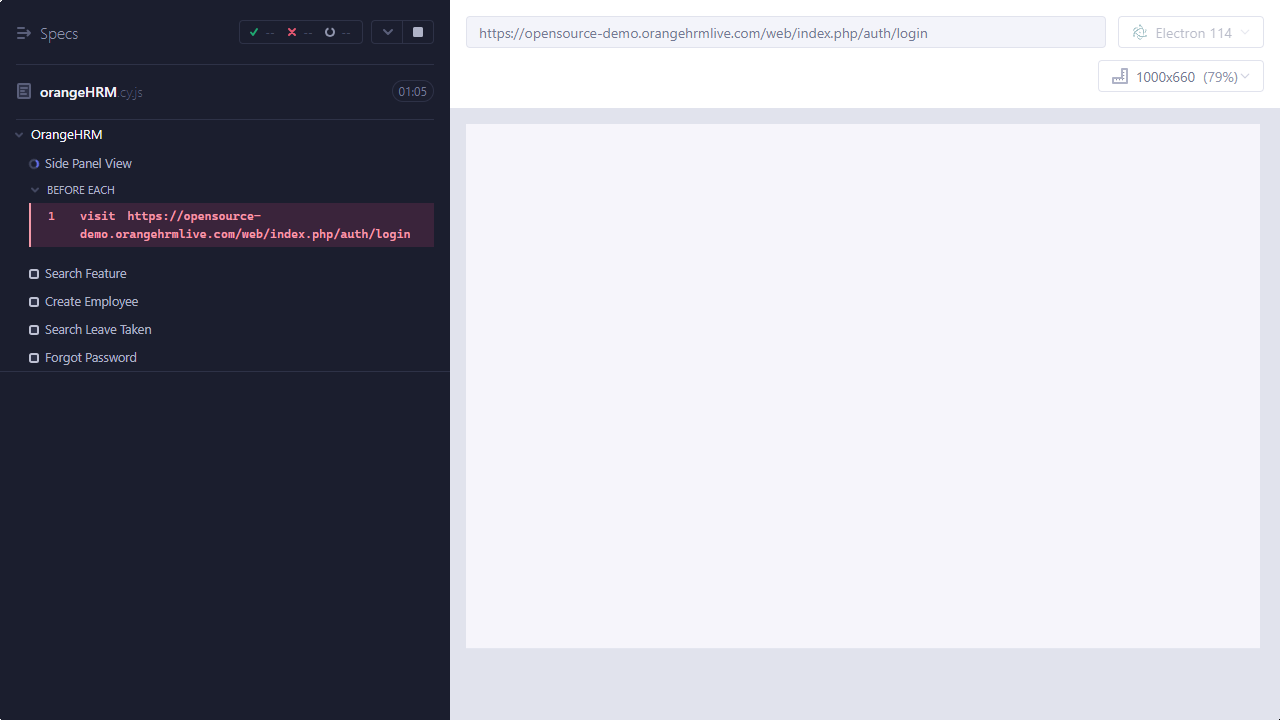 Specs
--
--
--
orangeHRM.cy.js
01:05
OrangeHRM
Side Panel View
BEFORE EACH
1 visit https://opensource-
demo.orangehrmlive.com/web/index.php/auth/login
Search Feature
Create Employee
Search Leave Taken
Forgot Password
https://opensource-demo.orangehrmlive.com/web/index.php/auth/login
Electron 114
1000x660 (79%)